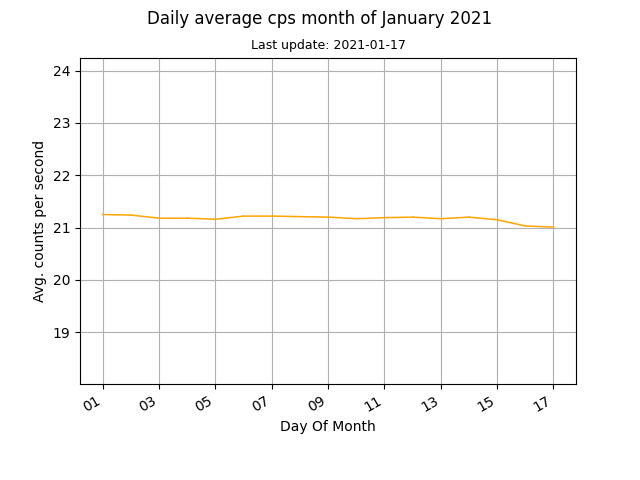 Daily average cps month of January 2021
Last update: 2021-01-17
24
23
22
21
20
19
Avg. counts per second
01 03 05 07 09 11 13 15 17
Day Of Month